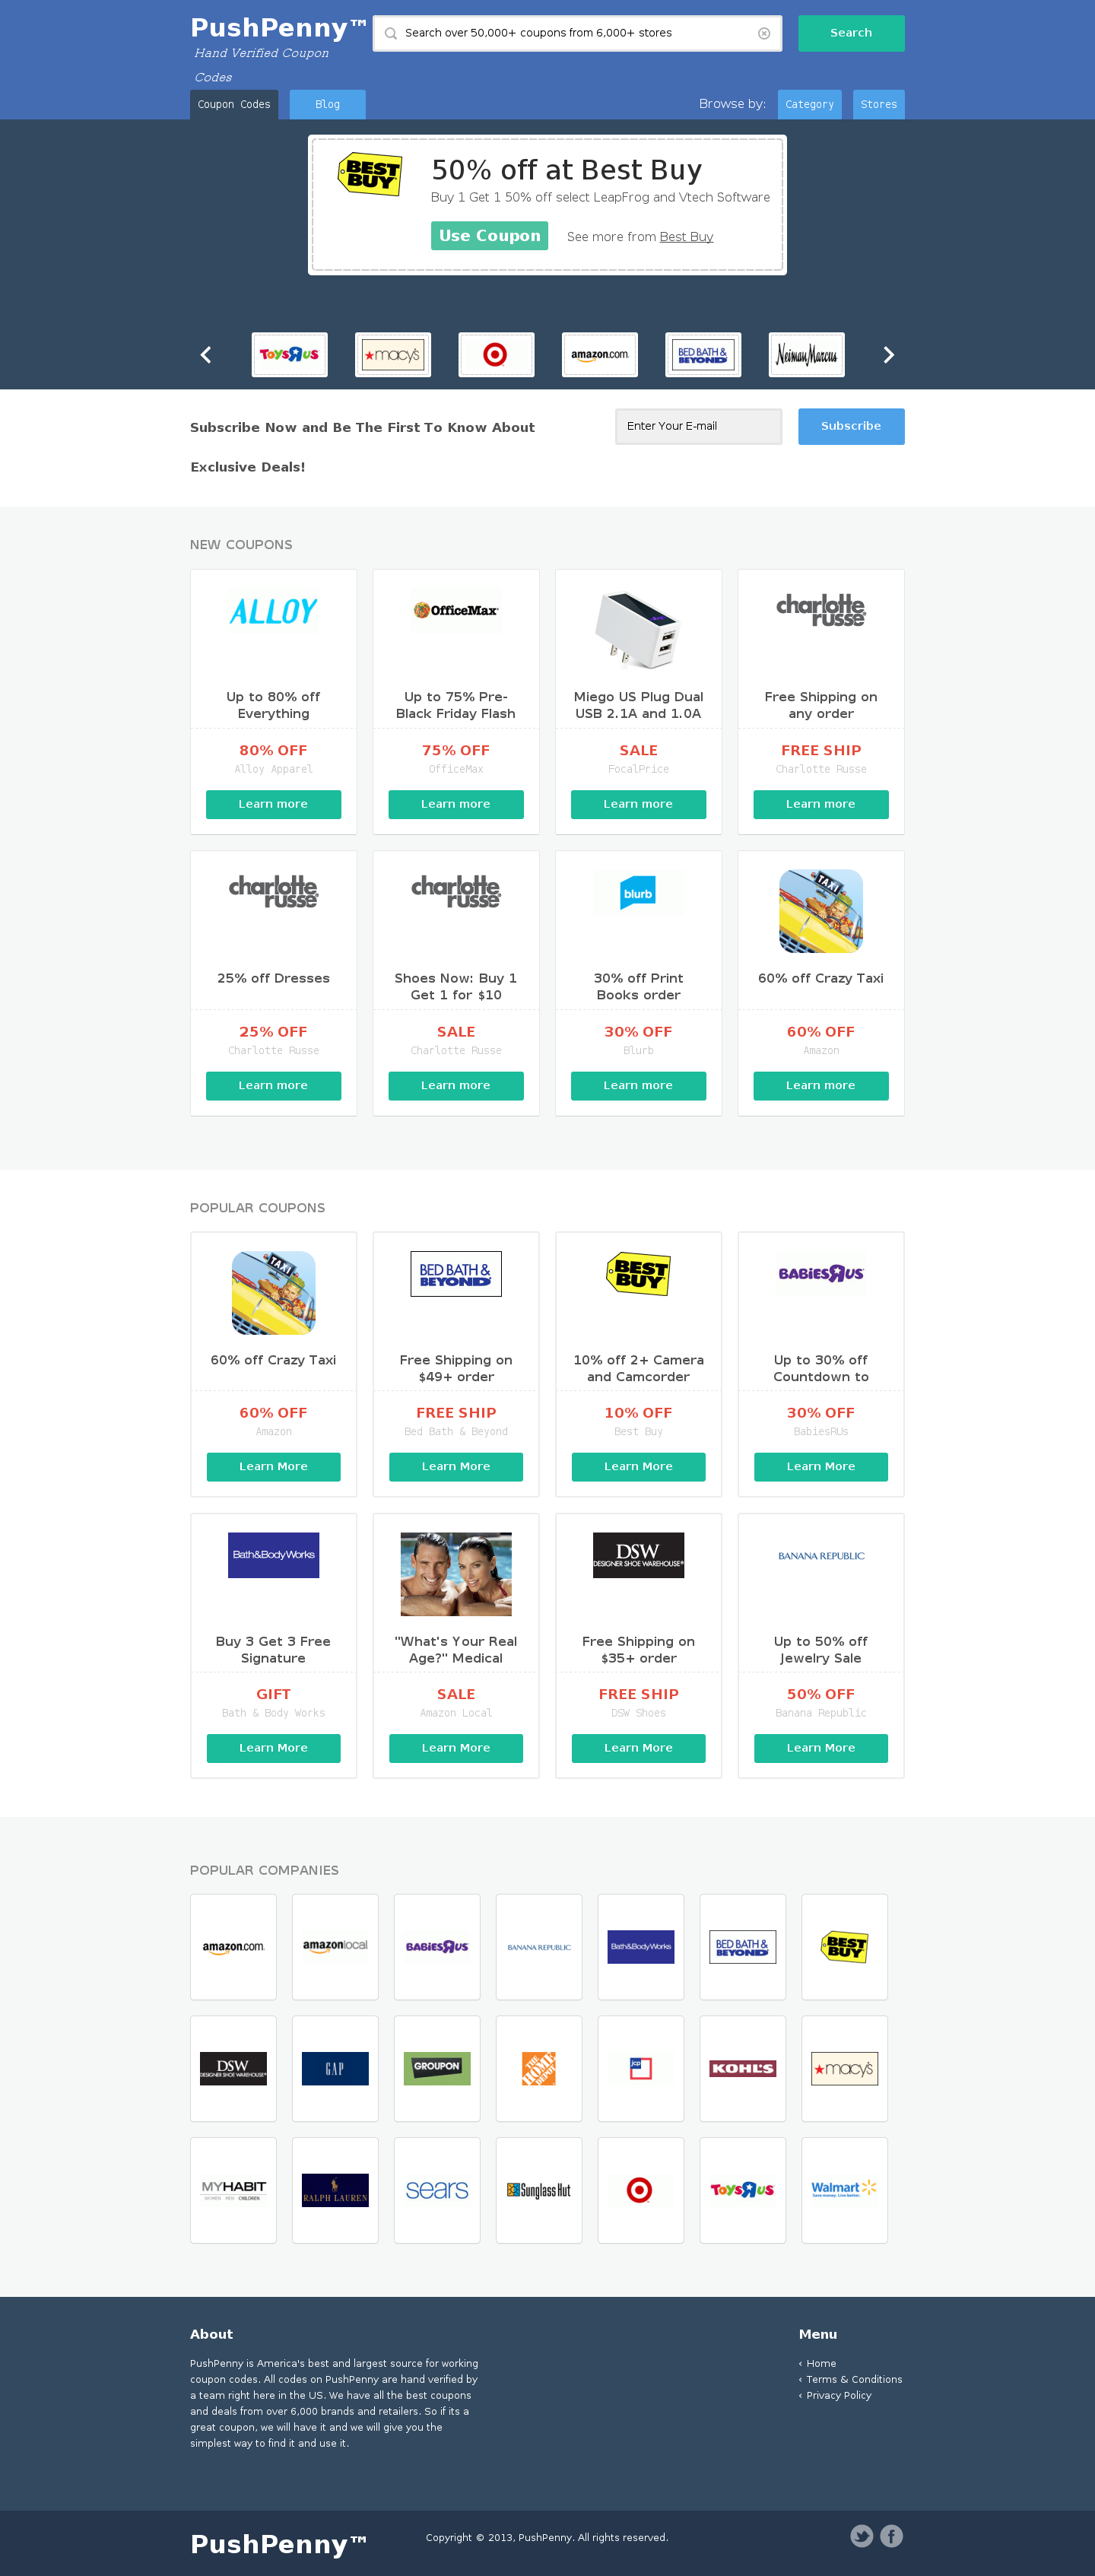 PushPenny™
Hand Verified Coupon
Codes
Search over 50,000+ coupons from 6,000+ stores
Search
Coupon Codes
Blog
Browse by:
Category
Stores
BEST BUY
50% off at Best Buy
Buy 1 Get 1 50% off select LeapFrog and Vtech Software
Use Coupon
See more from Best Buy
ToysRUs
macy's
amazon.com
BED BATH & BEYOND
Neiman Marcus
Subscribe Now and Be The First To Know About
Exclusive Deals!
Enter Your E-mail
Subscribe
NEW COUPONS
ALLOY
OfficeMax
charlotte russe
Up to 80% off
Everything
Up to 75% Pre-
Black Friday Flash
Miego US Plug Dual
USB 2.1A and 1.0A
Free Shipping on
any order
80% OFF
75% OFF
SALE
FREE SHIP
Alloy Apparel
OfficeMax
FocalPrice
Charlotte Russe
Learn more
Learn more
Learn more
Learn more
charlotte russe
charlotte russe
blurb
TAXI
25% off Dresses
Shoes Now: Buy 1
Get 1 for $10
30% off Print
Books order
60% off Crazy Taxi
25% OFF
SALE
30% OFF
60% OFF
Charlotte Russe
Charlotte Russe
Blurb
Amazon
Learn more
Learn more
Learn more
Learn more
POPULAR COUPONS
TAXI
BED BATH & BEYOND
BEST BUY
BABIESRUS
60% off Crazy Taxi
Free Shipping on
$49+ order
10% off 2+ Camera
and Camcorder
Up to 30% off
Countdown to
60% OFF
FREE SHIP
10% OFF
30% OFF
Amazon
Bed Bath & Beyond
Best Buy
BabiesRUs
Learn More
Learn More
Learn More
Learn More
Bath&BodyWorks
DSW
DESIGNER SHOE WAREHOUSE
BANANA REPUBLIC
Buy 3 Get 3 Free
Signature
"What's Your Real
Age?" Medical
Free Shipping on
$35+ order
Up to 50% off
Jewelry Sale
GIFT
SALE
FREE SHIP
50% OFF
Bath & Body Works
Amazon Local
DSW Shoes
Banana Republic
Learn More
Learn More
Learn More
Learn More
POPULAR COMPANIES
amazon.com
amazonlocal
BABIESRUS
BANANA REPUBLIC
Bath&BodyWorks
BED BATH & BEYOND
BEST BUY
DSW
DESIGNER SHOE WAREHOUSE
GAP
GROUPON
THE HOME DEPOT
jcp
KOHL'S
macy's
MYHABIT
WOMEN MEN CHILDREN
RALPH LAUREN
sears
Sunglass Hut
ToysRUs
Walmart
Save money. Live better.
About
PushPenny is America's best and largest source for working
coupon codes. All codes on PushPenny are hand verified by
a team right here in the US. We have all the best coupons
and deals from over 6,000 brands and retailers. So if its a
great coupon, we will have it and we will give you the
simplest way to find it and use it.
Menu
‹ Home
‹ Terms & Conditions
‹ Privacy Policy
PushPenny™
Copyright © 2013, PushPenny. All rights reserved.